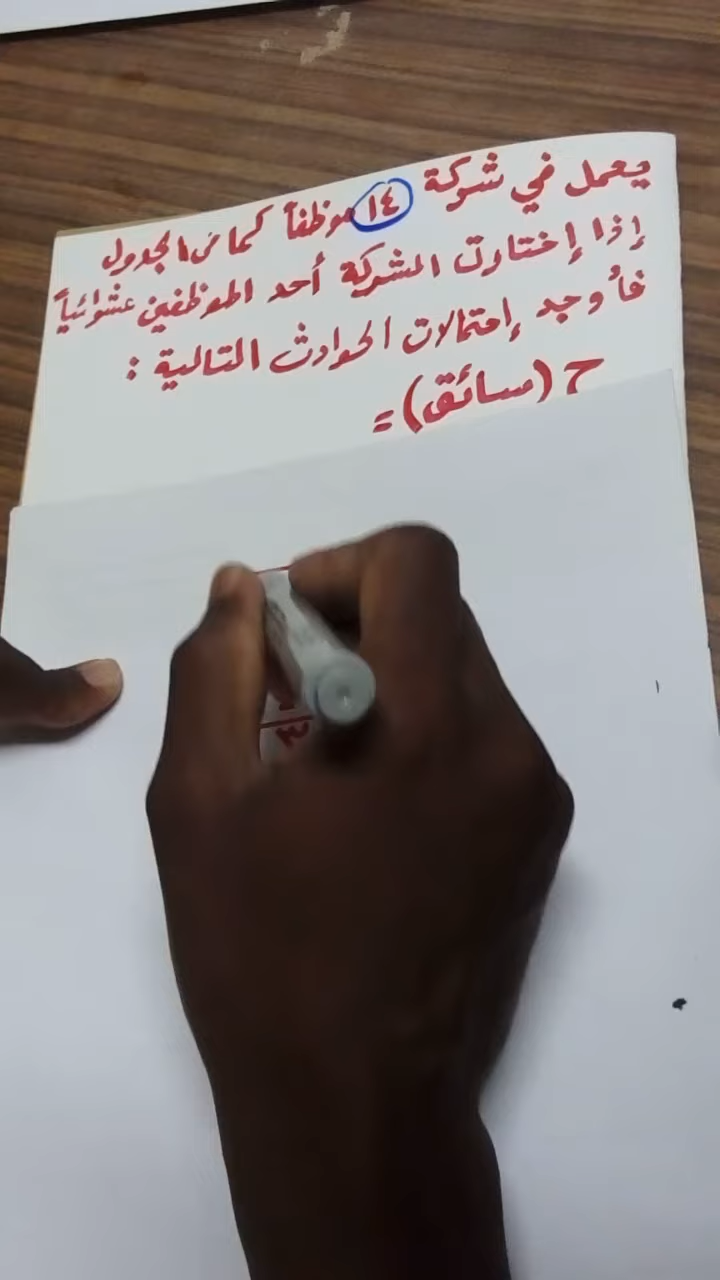 يعمل في شركة ١٤ موظفاً كما في الجدول
إذا إختارت الشركة أحد الموظفين عشوائياً
فأوجد إحتمالات الحوادث التالية :
ح (سائق) =
٣